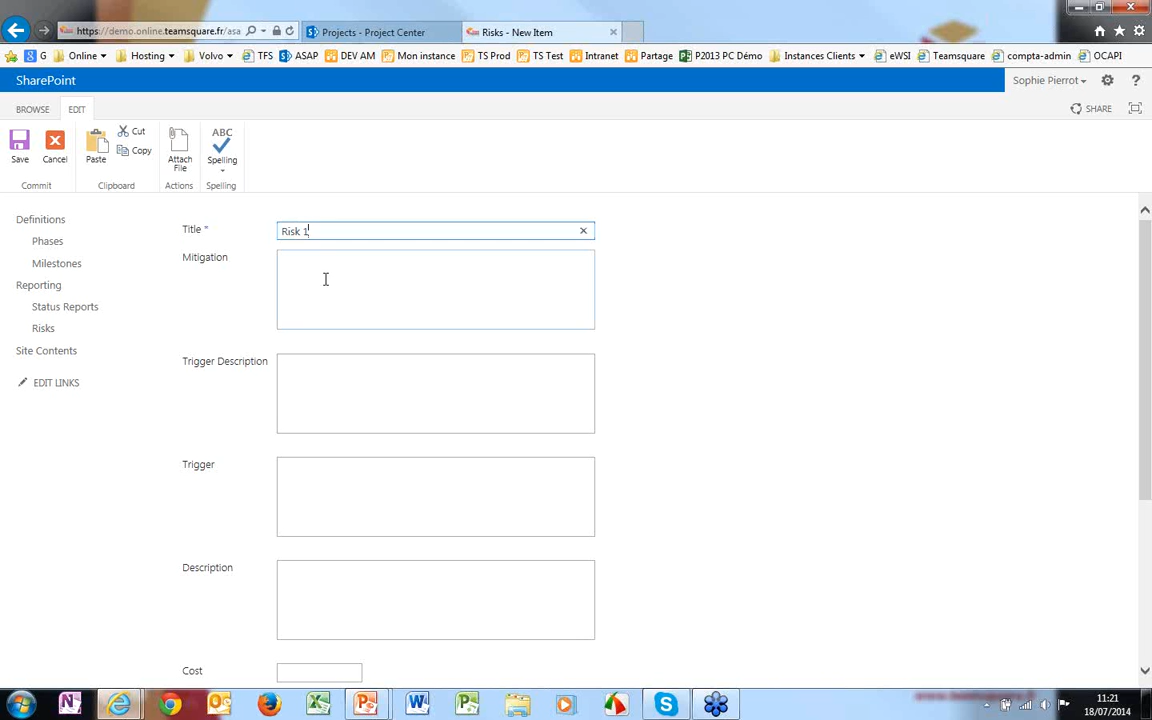 https://demo.online.teamsquare.fr/asa
Projects - Project Center
Risks - New Item
G
Online
Hosting
Volvo
TFS
ASAP
DEV AM
Mon instance
TS Prod
TS Test
Intranet
Partage
P2013 PC Démo
Instances Clients
eWSI
Teamsquare
compta-admin
OCAPI
SharePoint
Sophie Pierrot
?
BROWSE
EDIT
SHARE
Save
Cancel
Paste
Cut
Copy
Attach
File
ABC
Spelling
Commit
Clipboard
Actions
Spelling
Definitions
Phases
Milestones
Reporting
Status Reports
Risks
Site Contents
EDIT LINKS
Title *
Risk 1
Mitigation
Trigger Description
Trigger
Description
Cost
www.teamsquare.fr
11:21
18/07/2014